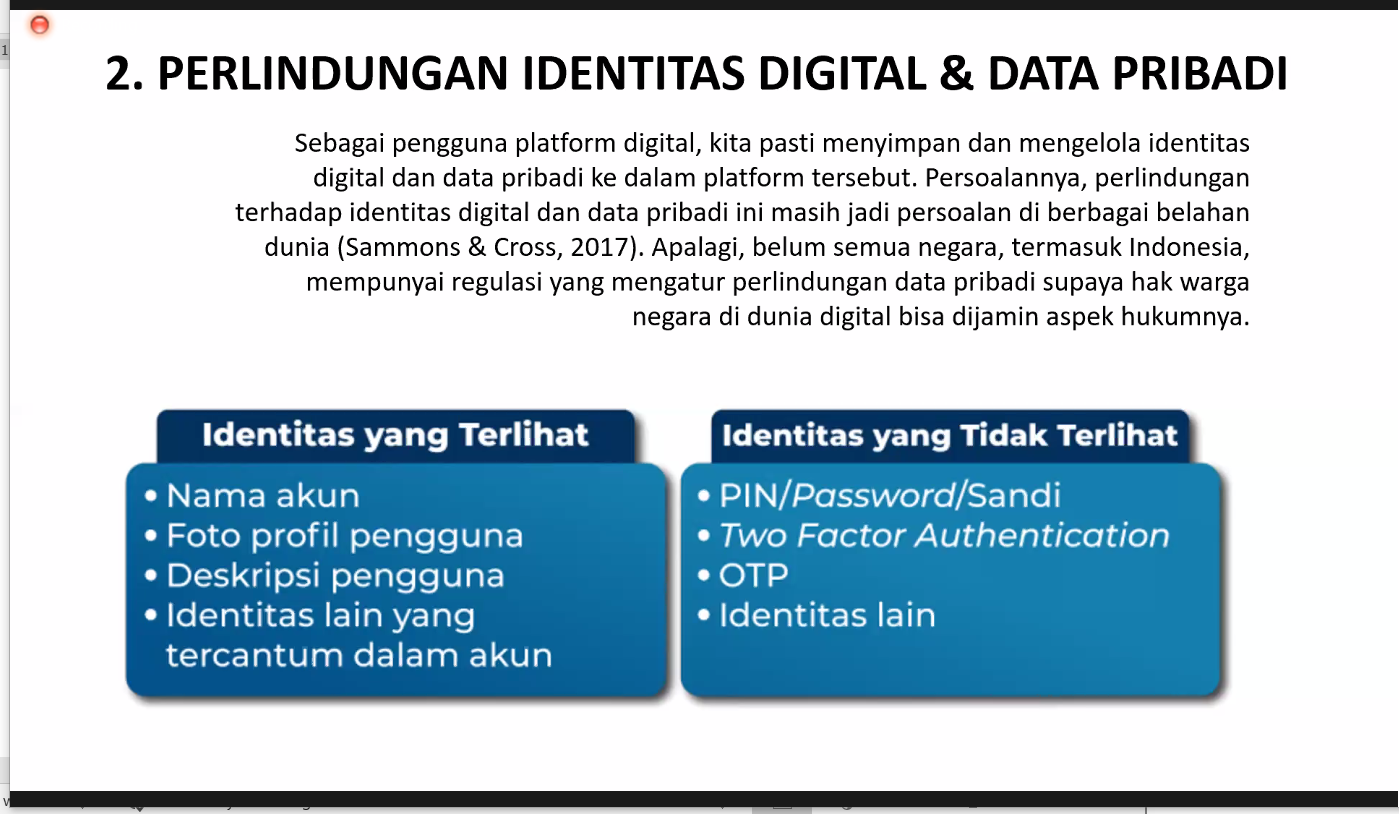 1
2. PERLINDUNGAN IDENTITAS DIGITAL & DATA PRIBADI
Sebagai pengguna platform digital, kita pasti menyimpan dan mengelola identitas
digital dan data pribadi ke dalam platform tersebut. Persoalannya, perlindungan
terhadap identitas digital dan data pribadi ini masih jadi persoalan di berbagai belahan
dunia (Sammons & Cross, 2017). Apalagi, belum semua negara, termasuk Indonesia,
mempunyai regulasi yang mengatur perlindungan data pribadi supaya hak warga
negara di dunia digital bisa dijamin aspek hukumnya.
Identitas yang Terlihat
• Nama akun
• Foto profil pengguna
• Deskripsi pengguna
• Identitas lain yang
tercantum dalam akun
Identitas yang Tidak Terlihat
• PIN/Password/Sandi
• Two Factor Authentication
• OTP
• Identitas lain